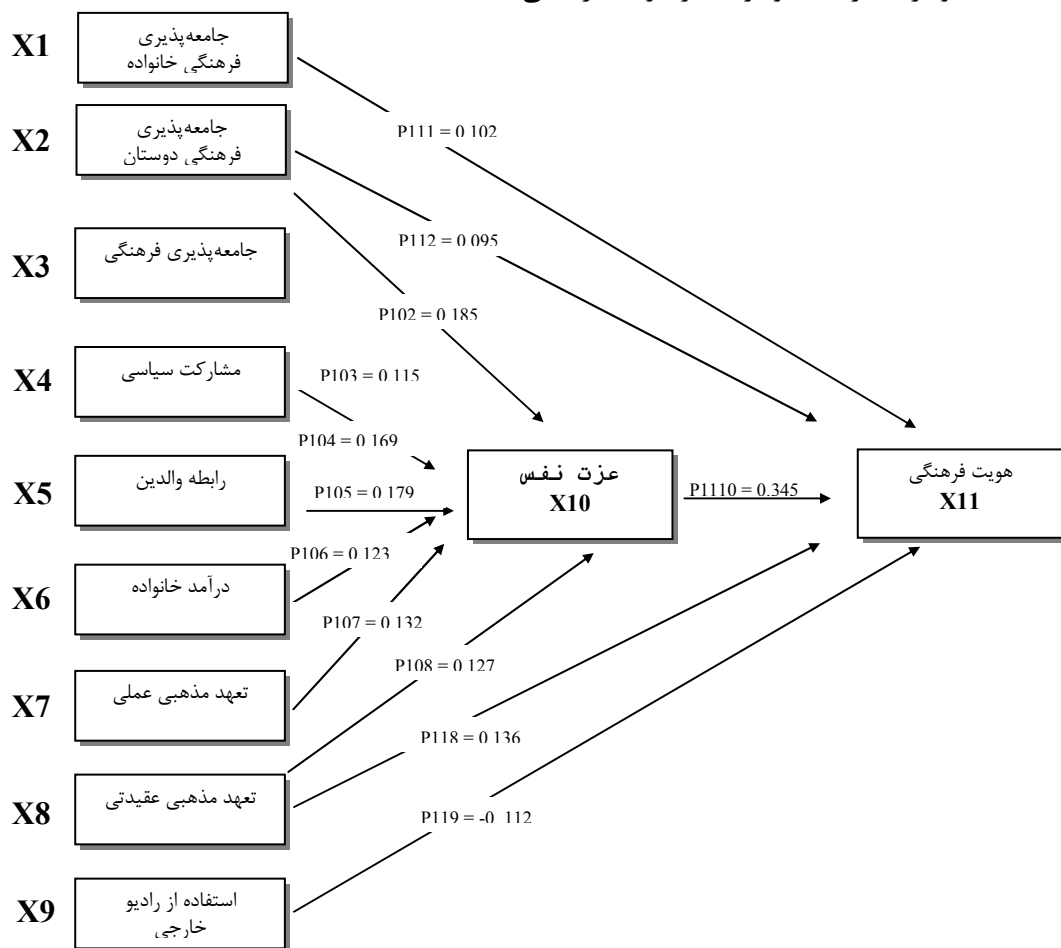 X1
جامعه‌پذیری
فرهنگی خانواده
P111 = 0.102
X2
جامعه‌پذیری
فرهنگی دوستان
P112 = 0.095
X3
جامعه‌پذیری فرهنگی
P102 = 0.185
X4
مشارکت سیاسی
P103 = 0.115
P104 = 0.169
X5
رابطه والدین
P105 = 0.179
عزت نفس
X10
P1110 = 0.345
هویت فرهنگی
X11
P106 = 0.123
X6
درآمد خانواده
P107 = 0.132
P108 = 0.127
X7
تعهد مذهبی عملی
P118 = 0.136
X8
تعهد مذهبی عقیدتی
P119 = -0.112
X9
استفاده از رادیو
خارجی